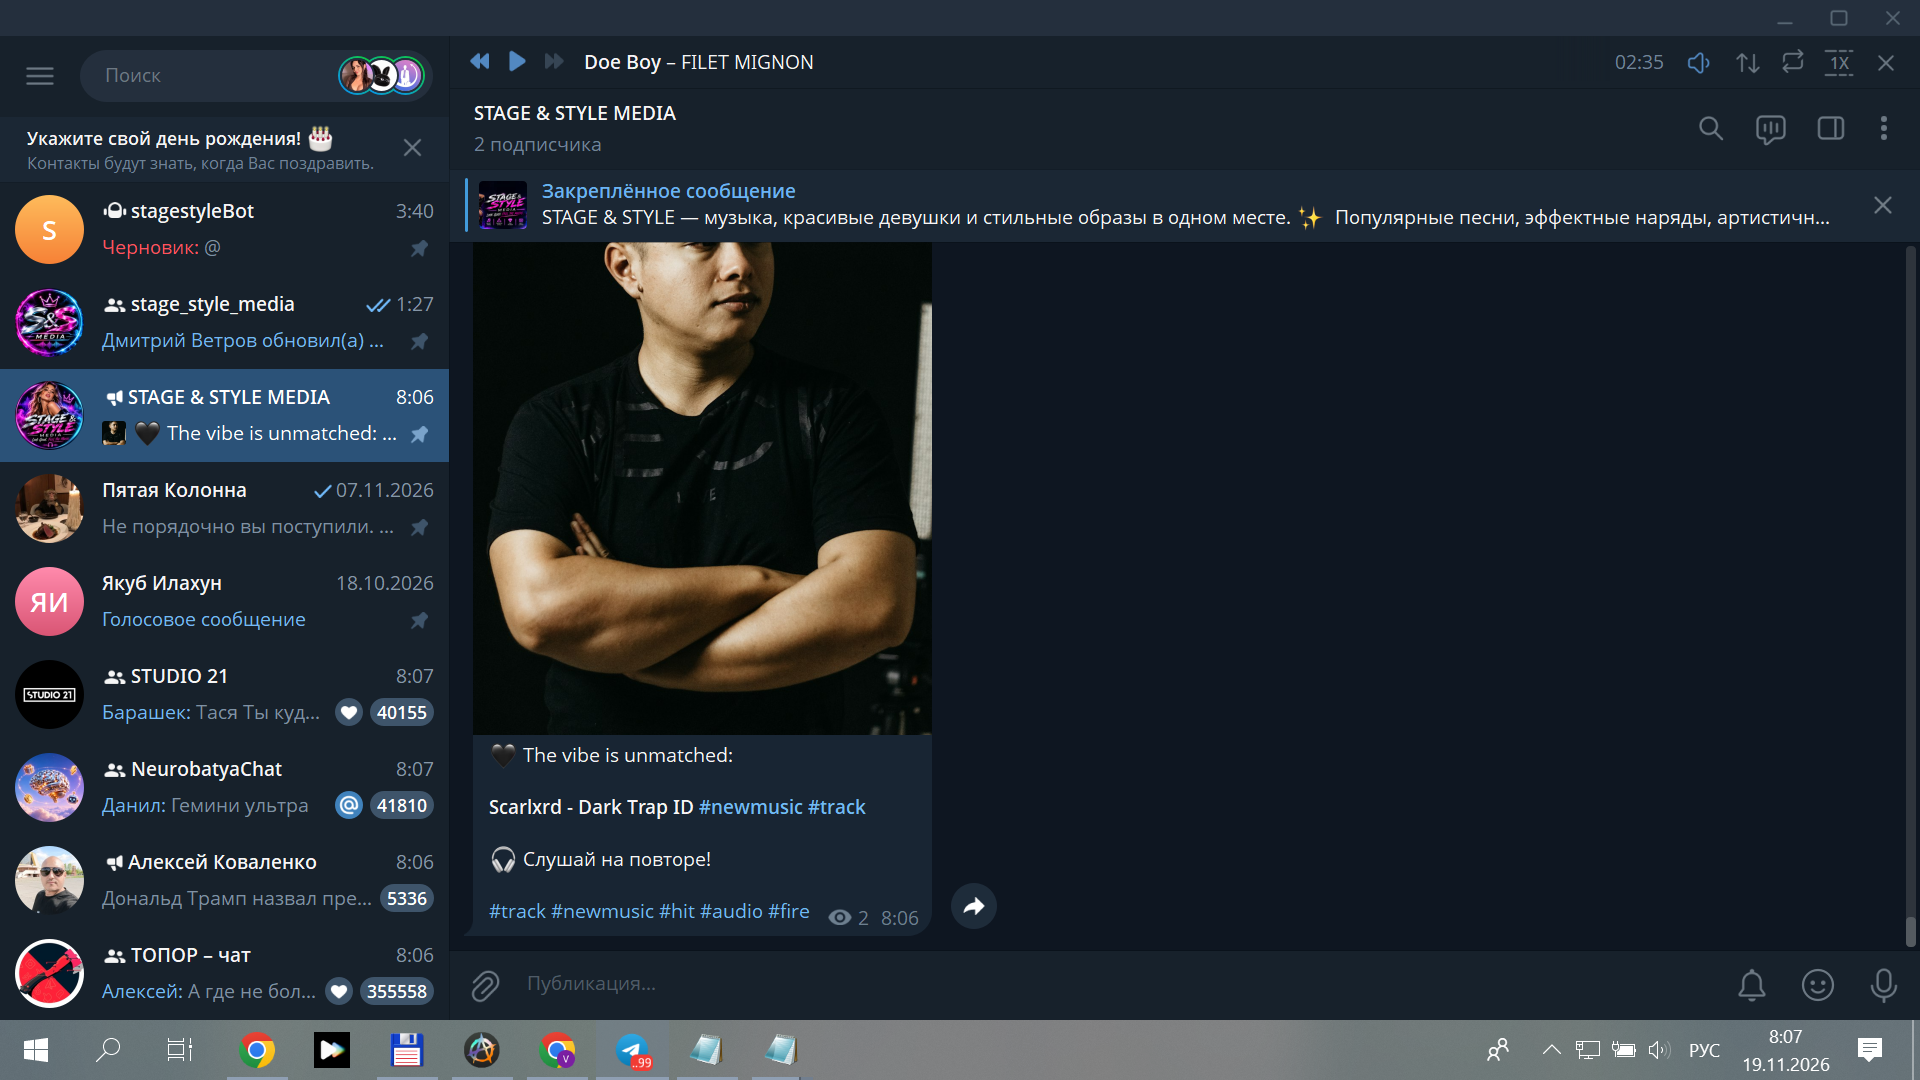 Поиск
Укажите свой день рождения! 🎂
Контакты будут знать, когда Вас поздравить.
S
stagestyleBot 3:40
Черновик: @
stage_style_media 1:27
Дмитрий Ветров обновил(а) ...
STAGE & STYLE MEDIA 8:06
🖤 The vibe is unmatched: ...
Пятая Колонна 07.11.2026
Не порядочно вы поступили. ...
ЯИ
Якуб Илахун 18.10.2026
Голосовое сообщение
STUDIO 21
STUDIO 21 8:07
Барашек: Тася Ты куд... 40155
NeurobatyaChat 8:07
Данил: Гемини ультра @ 41810
Алексей Коваленко 8:06
Дональд Трамп назвал пре... 5336
ТОПОР – чат 8:06
Алексей: А где не бол... 355558
Doe Boy – FILET MIGNON 02:35 1X
STAGE & STYLE MEDIA
2 подписчика
Закреплённое сообщение
STAGE & STYLE — музыка, красивые девушки и стильные образы в одном месте. ✨ Популярные песни, эффектные наряды, артистичн...
🖤 The vibe is unmatched:
Scarlxrd - Dark Trap ID #newmusic #track
🎧 Слушай на повторе!
#track #newmusic #hit #audio #fire 2 8:06
Публикация...
..99
V
РУС
8:07
19.11.2026